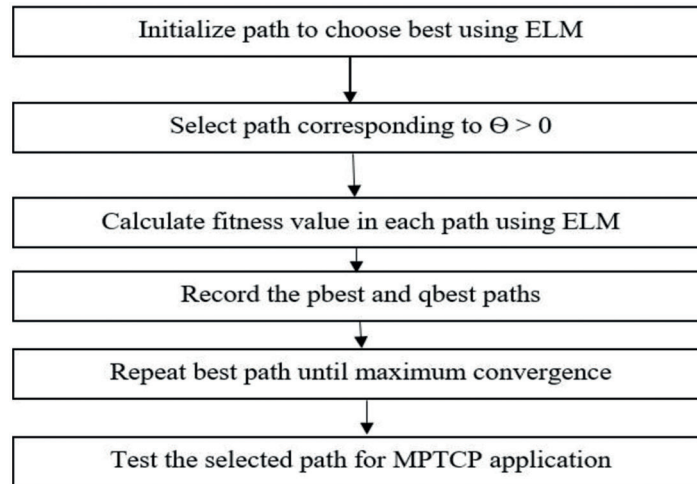 Initialize path to choose best using ELM
Select path corresponding to Θ > 0
Calculate fitness value in each path using ELM
Record the pbest and qbest paths
Repeat best path until maximum convergence
Test the selected path for MPTCP application